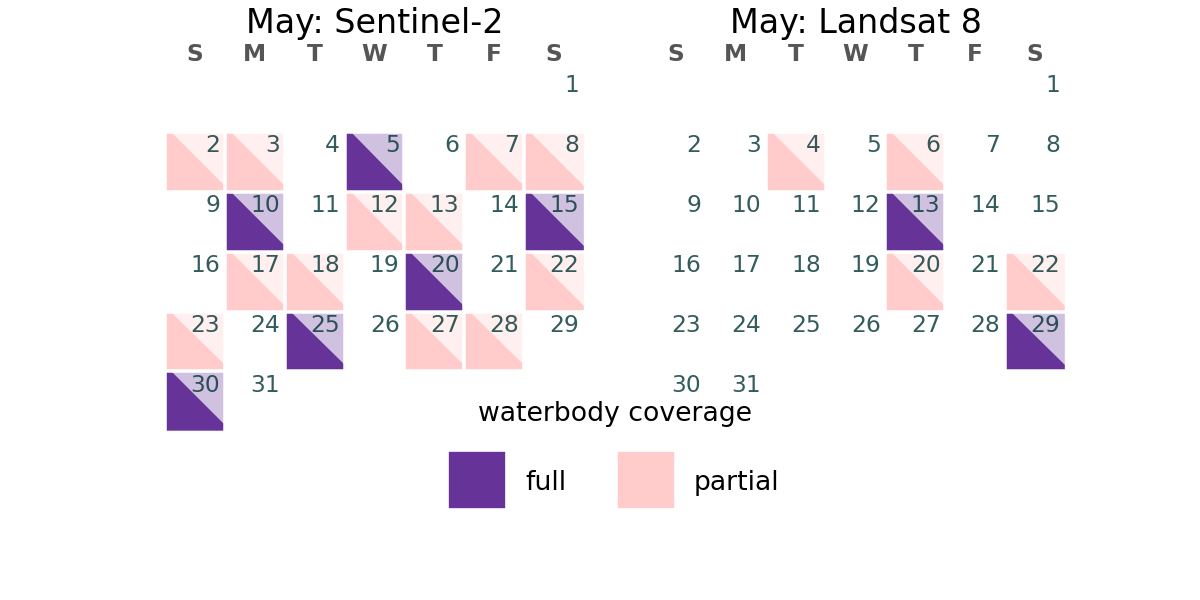 May: Sentinel-2
S M T W T F S
1
2 3 4 5 6 7 8
9 10 11 12 13 14 15
16 17 18 19 20 21 22
23 24 25 26 27 28 29
30 31
May: Landsat 8
S M T W T F S
1
2 3 4 5 6 7 8
9 10 11 12 13 14 15
16 17 18 19 20 21 22
23 24 25 26 27 28 29
30 31
waterbody coverage
full partial